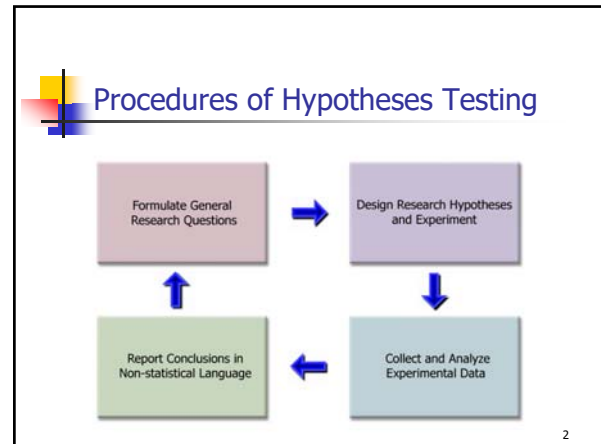 Procedures of Hypotheses Testing
Formulate General
Research Questions
Design Research Hypotheses
and Experiment
Report Conclusions in
Non-statistical Language
Collect and Analyze
Experimental Data
2